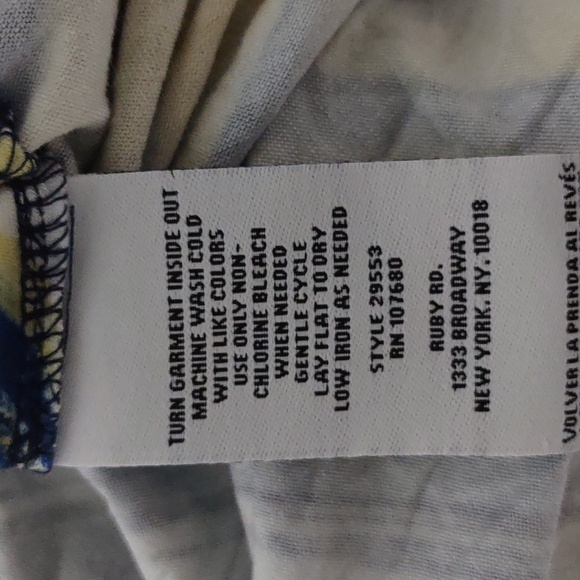 TURN GARMENT INSIDE OUT
MACHINE WASH COLD
WITH LIKE COLORS
USE ONLY NON-
CHLORINE BLEACH
WHEN NEEDED
GENTLE CYCLE
LAY FLAT TO DRY
LOW IRON AS NEEDED
STYLE 29553
RN 107680
RUBY RD.
1333 BROADWAY
NEW YORK. NY. 10018
VOLVER LA PRENDA AL REVÉS